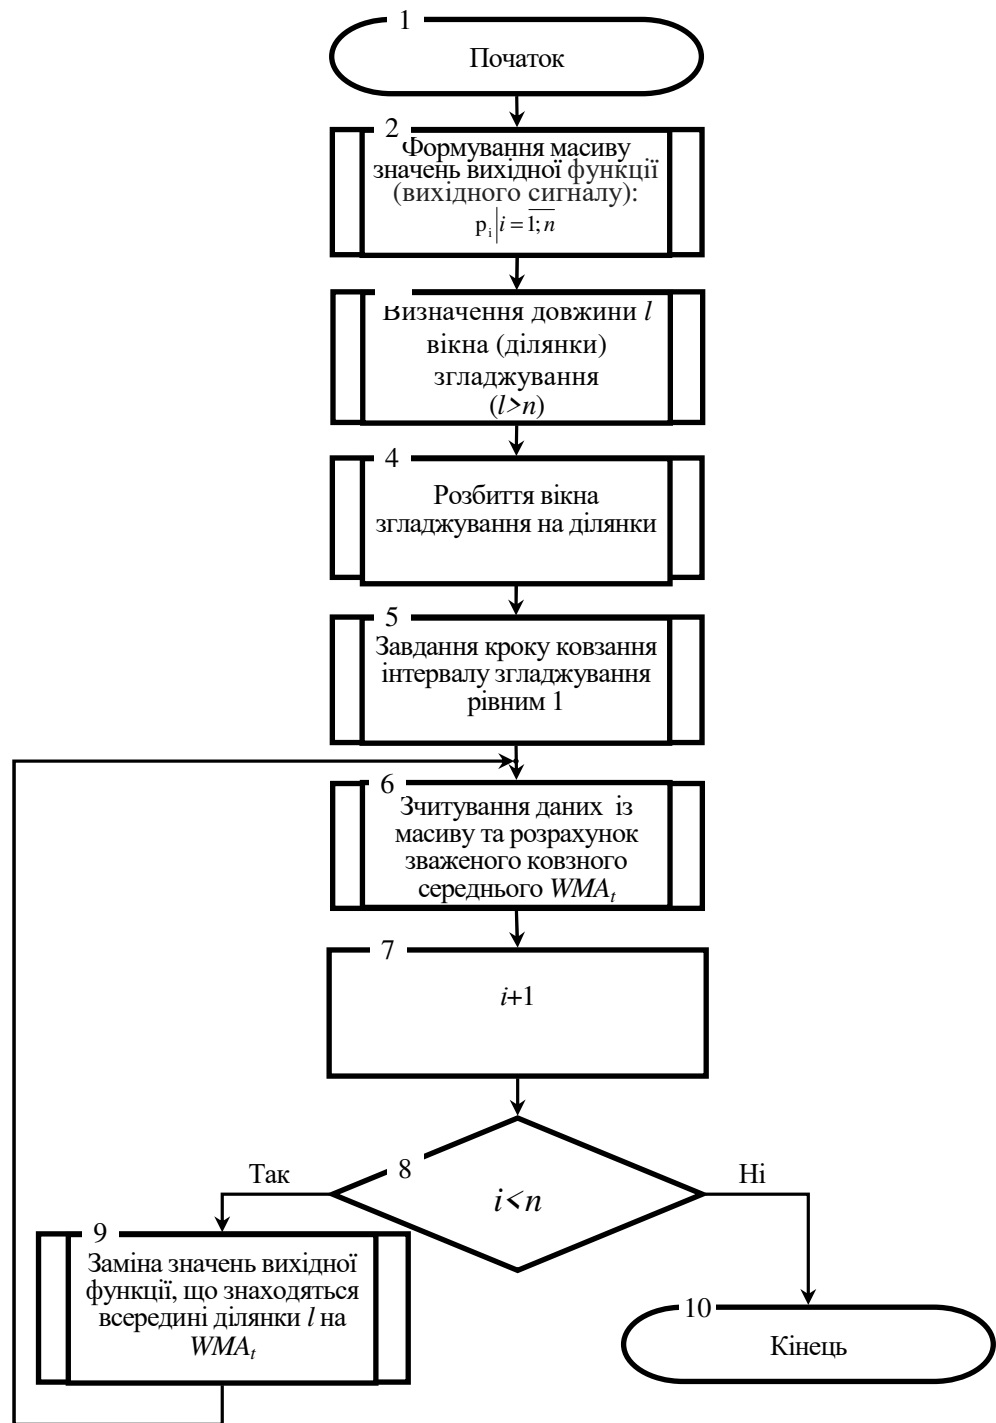 1
Початок
2
Формування масиву
значень вихідної функції
(вихідного сигналу):
p_i|i = 1; n
Визначення довжини l
вікна (ділянки)
згладжування
(l>n)
4
Розбиття вікна
згладжування на ділянки
5
Завдання кроку ковзання
інтервалу згладжування
рівним 1
6
Зчитування даних із
масиву та розрахунок
зваженого ковзного
середнього WMA_t
7
i+1
8
Так
Ні
i<n
9
Заміна значень вихідної
функції, що знаходяться
всередині ділянки l на
WMA_t
10
Кінець